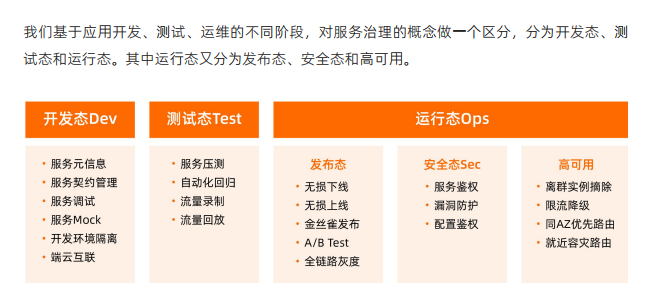 我们基于应用开发、测试、运维的不同阶段，对服务治理的概念做一个区分，分为开发态、测
试态和运行态。其中运行态又分为发布态、安全态和高可用。
开发态Dev
服务元信息
服务契约管理
服务调试
服务Mock
开发环境隔离
端云互联
测试态Test
服务压测
自动化回归
流量录制
流量回放
运行态Ops
发布态
无损下线
无损上线
金丝雀发布
A/B Test
全链路灰度
安全态Sec
服务鉴权
漏洞防护
配置鉴权
高可用
离群实例摘除
限流降级
同AZ优先路由
就近容灾路由